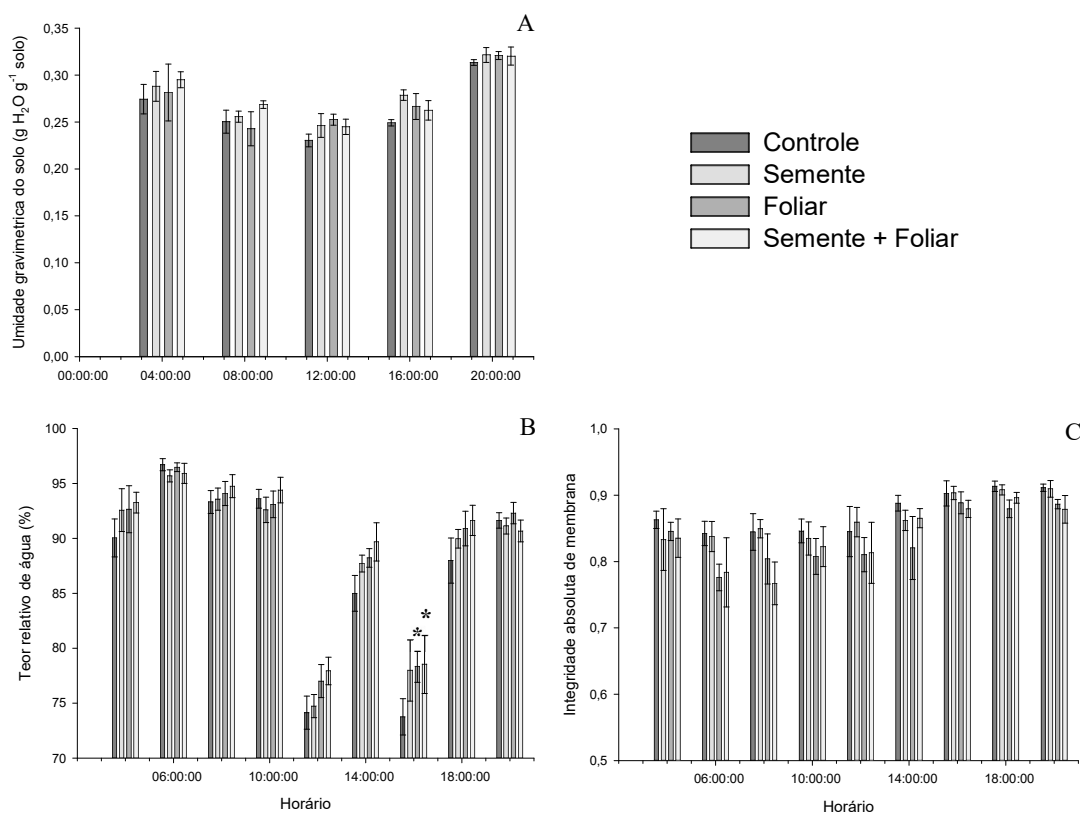 A
Umidade gravimetrica do solo (g H₂O g⁻¹ solo)
0,35
0,30
0,25
0,20
0,15
0,10
0,05
0,00
00:00:00 04:00:00 08:00:00 12:00:00 16:00:00 20:00:00
Controle
Semente
Foliar
Semente + Foliar
B
Teor relativo de água (%)
100
95
90
85
80
75
70
* *
06:00:00 10:00:00 14:00:00 18:00:00
Horário
C
Integridade absoluta de membrana
1,0
0,9
0,8
0,7
0,6
0,5
06:00:00 10:00:00 14:00:00 18:00:00
Horário